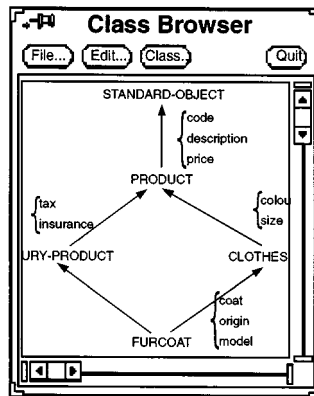 Class Browser
File... Edit... Class... Quit
STANDARD-OBJECT
code
description
price
PRODUCT
tax
insurance
colou
size
URY-PRODUCT
CLOTHES
coat
origin
model
FURCOAT